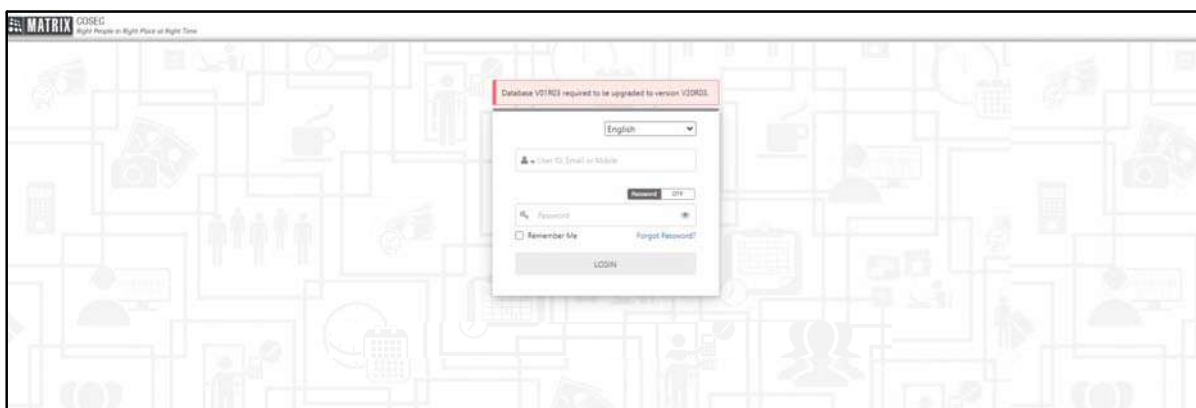 MATRIX COSEC
Right People in Right Place at Right Time
Database V01R03 required to be upgraded to version V20R03.
English
User ID, Email or Mobile
Password OTP
Password
Remember Me Forgot Password?
LOGIN